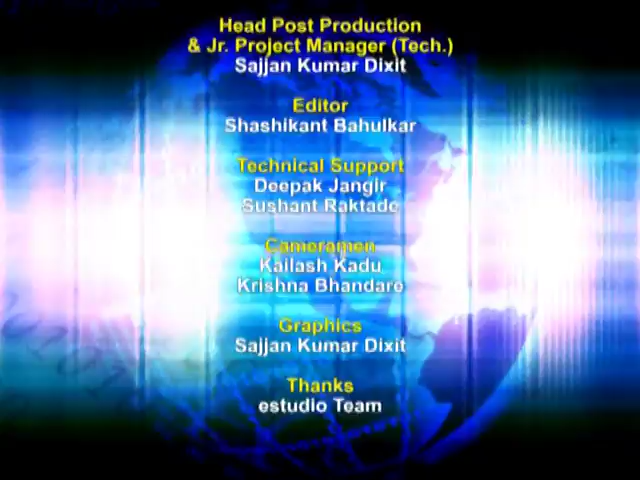 Head Post Production
& Jr. Project Manager (Tech.)
Sajjan Kumar Dixit
Editor
Shashikant Bahulkar
Technical Support
Deepak Jangir
Sushant Raktade
Cameramen
Kailash Kadu
Krishna Bhandare
Graphics
Sajjan Kumar Dixit
Thanks
estudio Team